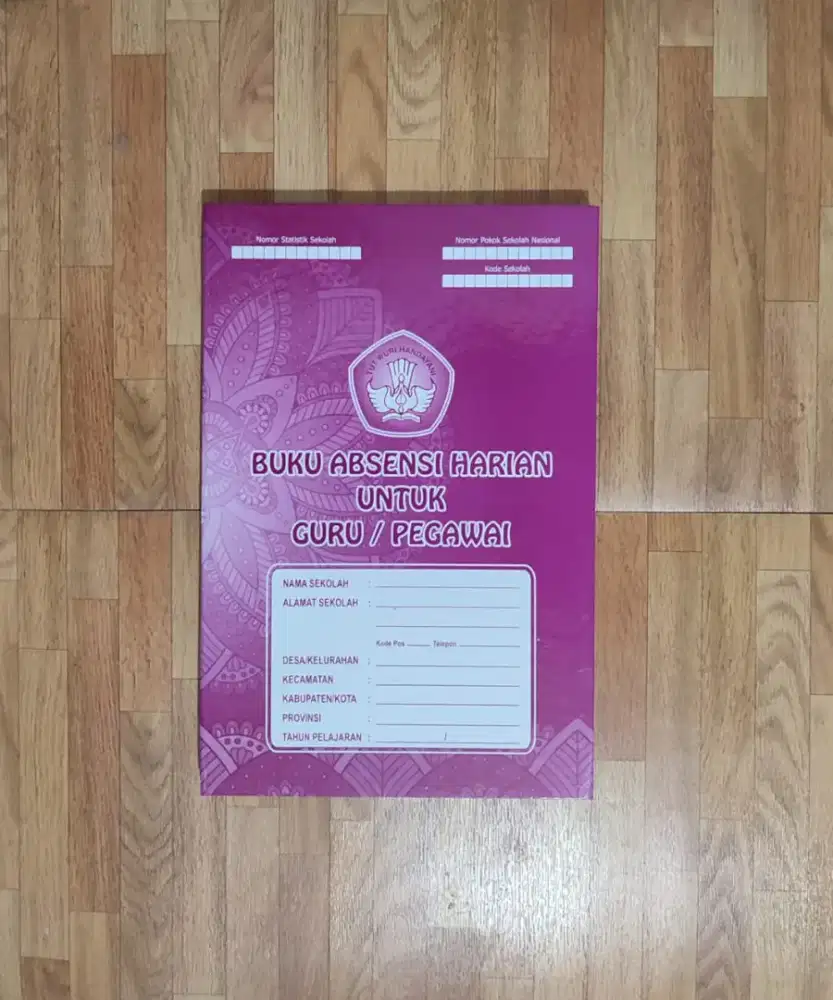 Nomor Statistik Sekolah
Nomor Pokok Sekolah Nasional
Kode Sekolah
TUT WURI HANDAYANI
BUKU ABSENSI HARIAN
UNTUK
GURU / PEGAWAI
NAMA SEKOLAH :
ALAMAT SEKOLAH :
Kode Pos Telepon
DESA/KELURAHAN :
KECAMATAN :
KABUPATEN/KOTA :
PROVINSI :
TAHUN PELAJARAN : /